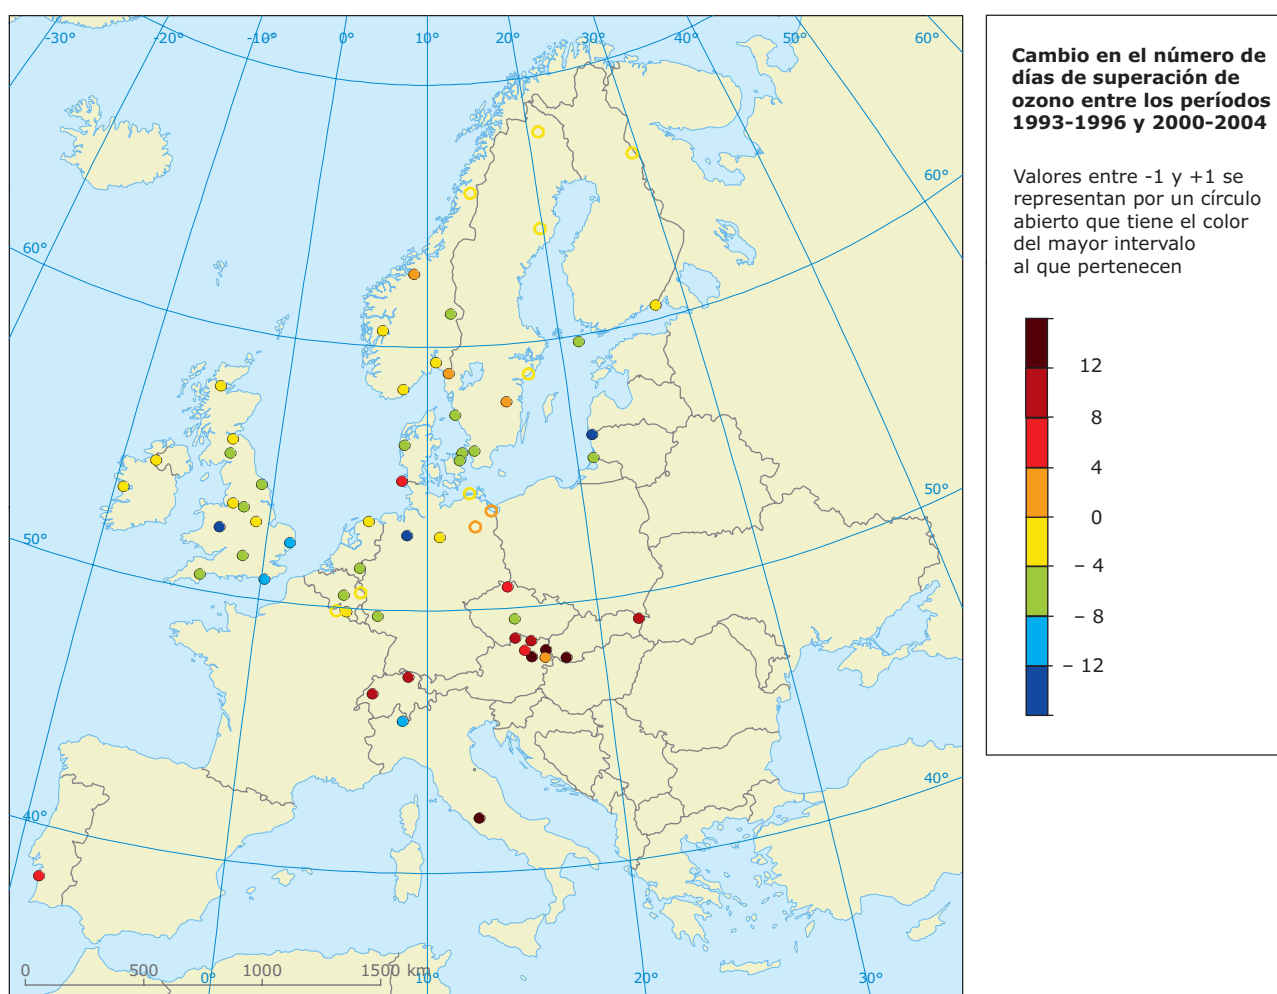 -30° -20° -10° 0° 10° 20° 30° 40° 50° 60°
60°
60°
50°
50°
40°
40°
0 500 1000 1500 km
0° 10° 20° 30°
Cambio en el número de
días de superación de
ozono entre los períodos
1993-1996 y 2000-2004
Valores entre -1 y +1 se
representan por un círculo
abierto que tiene el color
del mayor intervalo
al que pertenecen
12
8
4
0
– 4
– 8
– 12